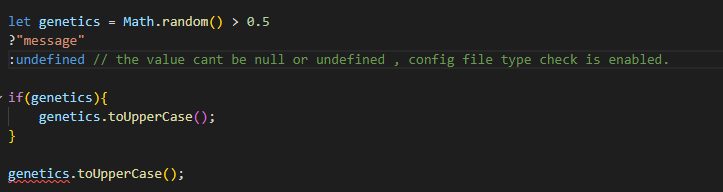 let genetics = Math.random() > 0.5
?"message"
:undefined // the value cant be null or undefined , config file type check is enabled.
if(genetics){
genetics.toUpperCase();
}
genetics.toUpperCase();